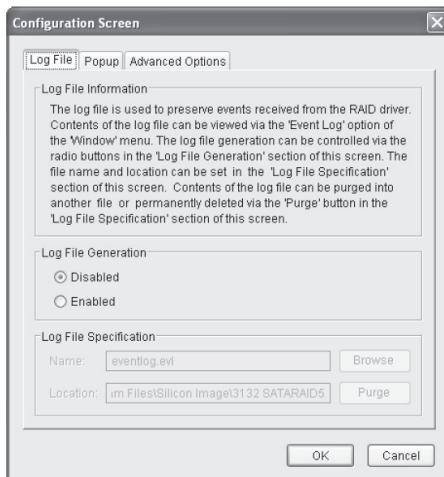 Configuration Screen
Log File Popup Advanced Options
Log File Information
The log file is used to preserve events received from the RAID driver.
Contents of the log file can be viewed via the 'Event Log' option of
the 'Window' menu. The log file generation can be controlled via the
radio buttons in the 'Log File Generation' section of this screen. The
file name and location can be set in the 'Log File Specification'
section of this screen. Contents of the log file can be purged into
another file or permanently deleted via the 'Purge' button in the
'Log File Specification' section of this screen.
Log File Generation
Disabled
Enabled
Log File Specification
Name: eventlog.evl Browse
Location: ım Files\Silicon Image\3132 SATARAID5 Purge
OK Cancel